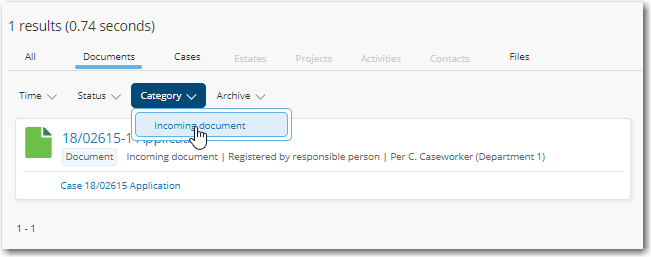 1 results (0.74 seconds)
All Documents Cases Estates Projects Activities Contacts Files
Time Status Category Archive
Incoming document
18/02615-1 Application
Document Incoming document | Registered by responsible person | Per C. Caseworker (Department 1)
Case 18/02615 Application
1 - 1